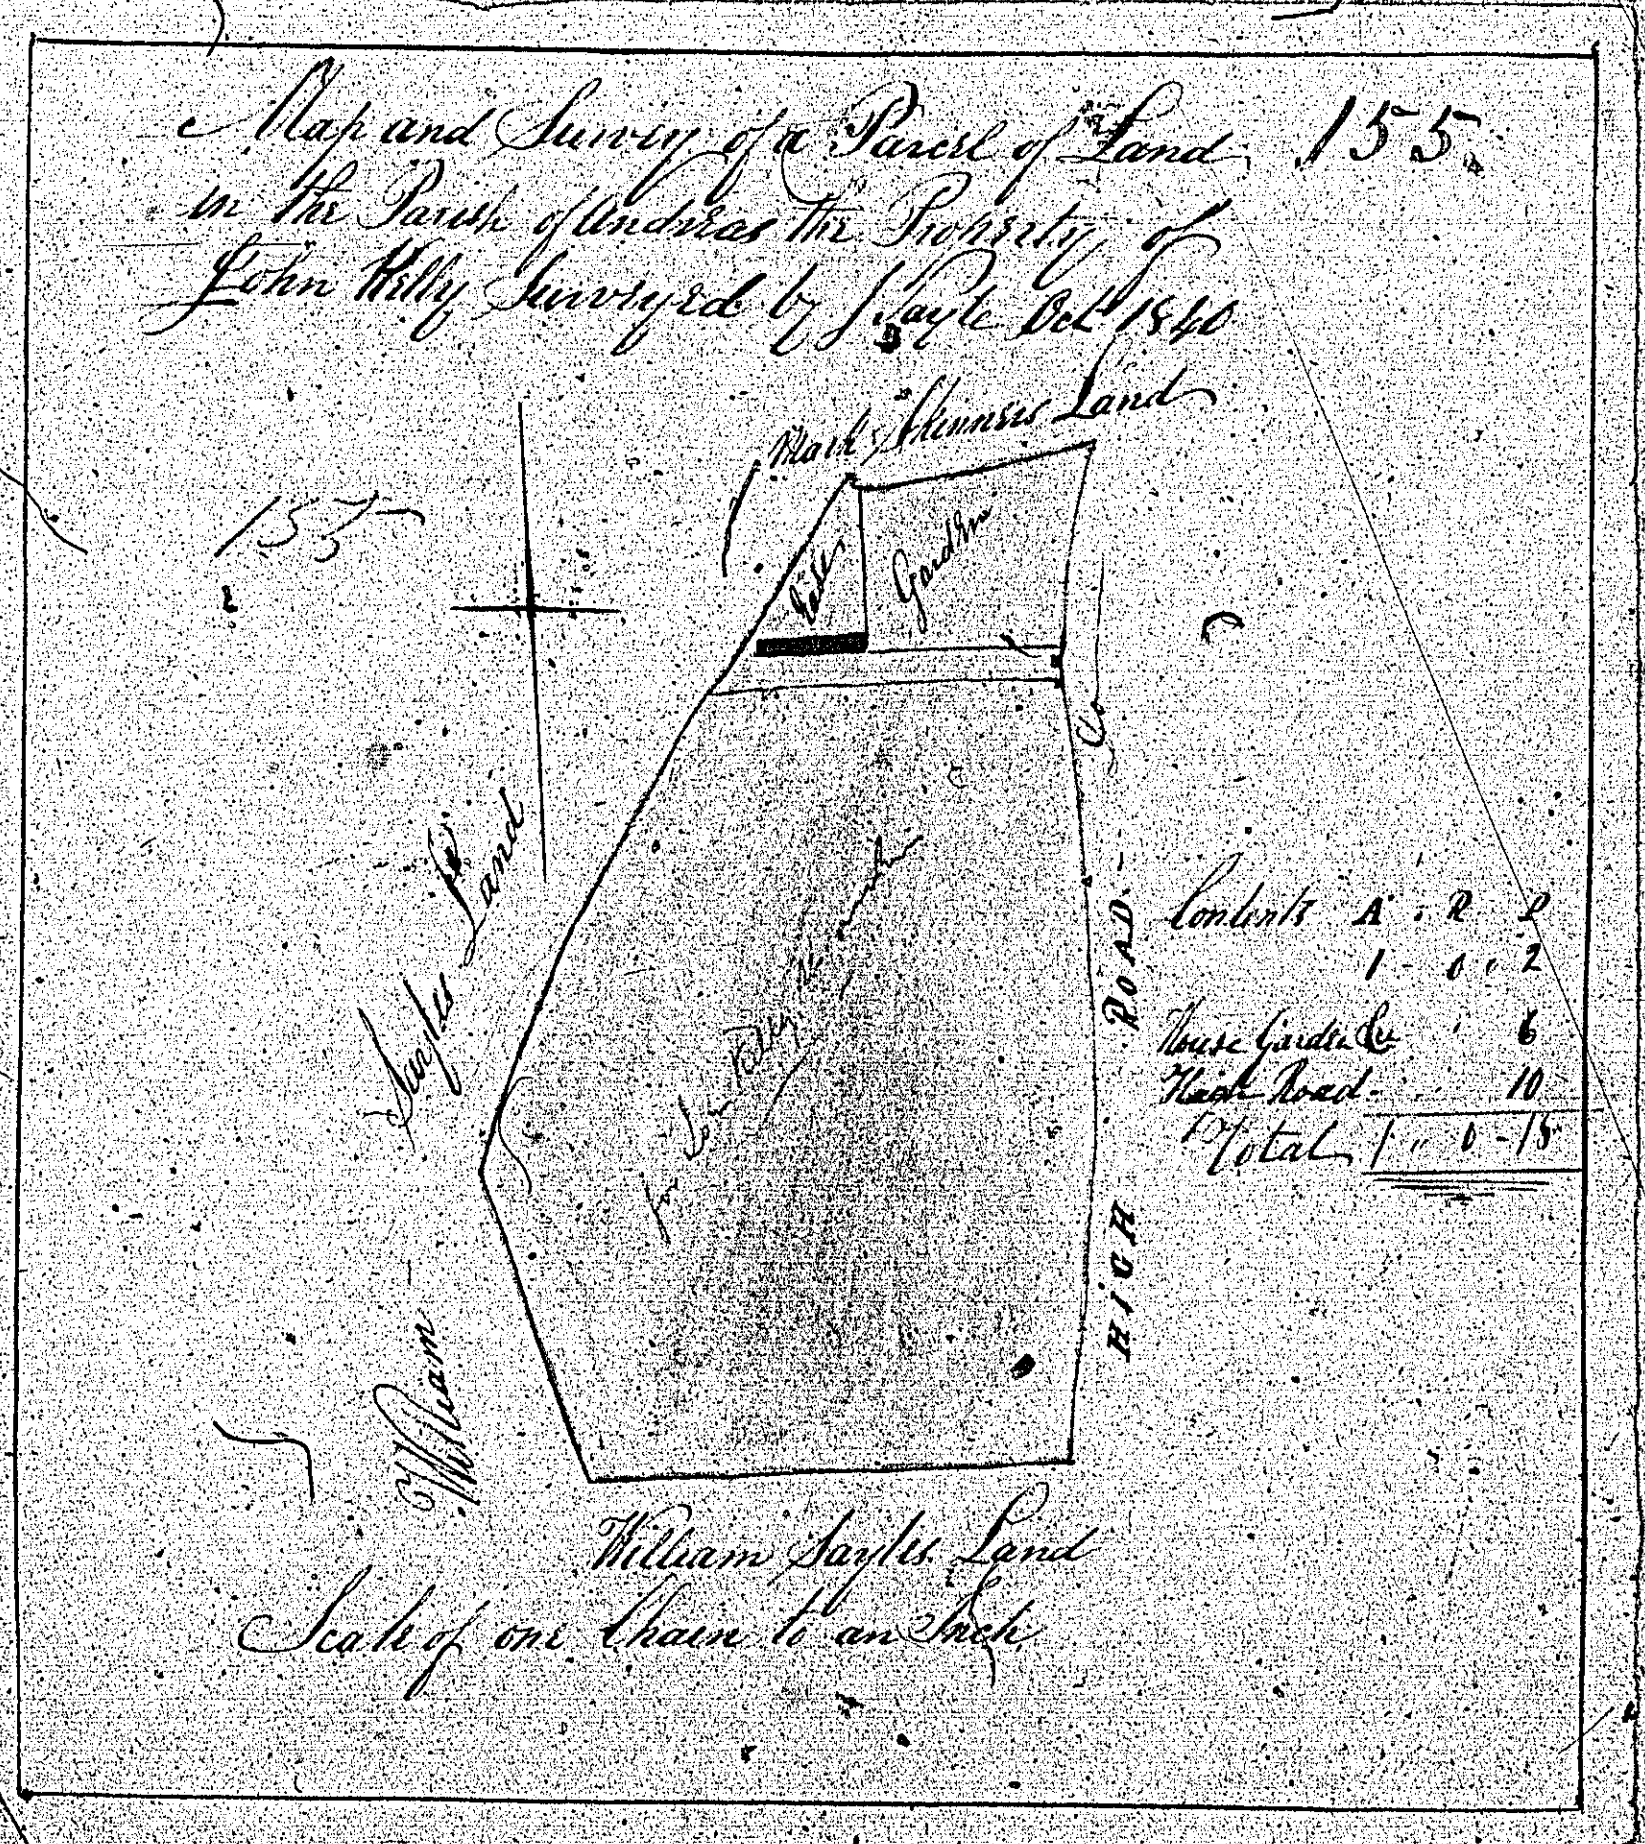 Map and Survey of a Parcel of Land 155.
in the Parish of Andreas the Property of
John Kelly Surveyed by J Sayle Oct 1840
Mark Skinners Land
155
Garden
Contents A . R P
1 - 0 . 2
House Garden &c 6
High Road - 10
Total 1 .. 0 - 18
HIGH ROAD
William Sayles Land
William Sayles Land
Scale of one Chain to an Inch